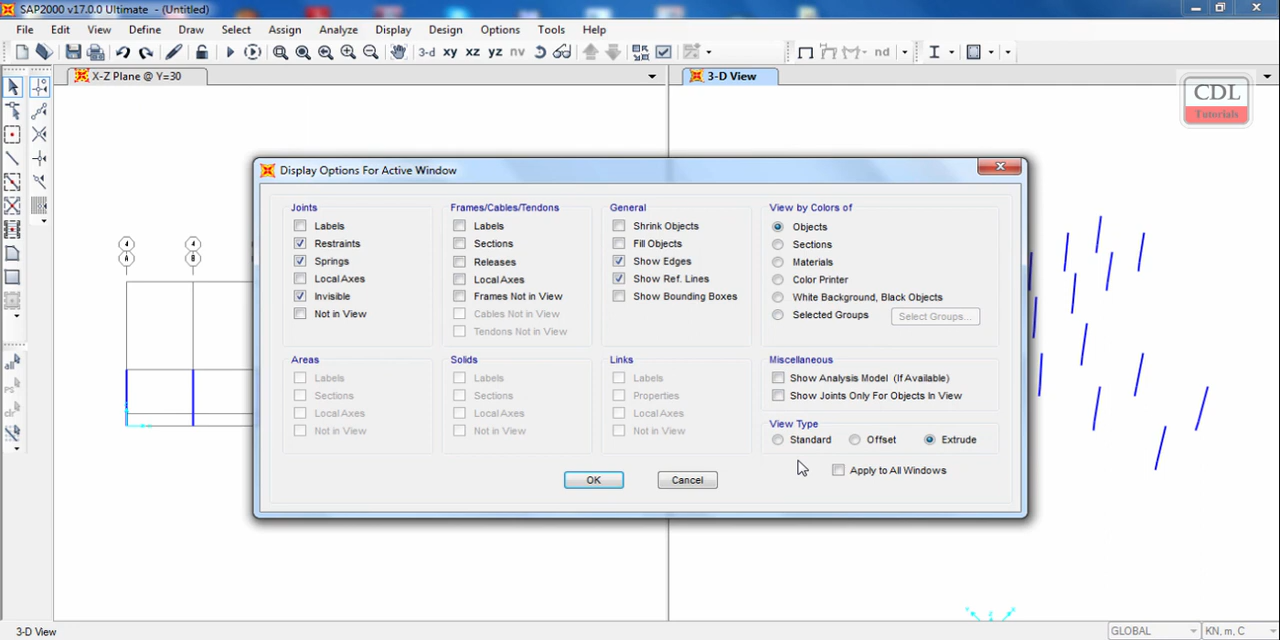 SAP2000 v17.0.0 Ultimate - (Untitled)
File Edit View Define Draw Select Assign Analyze Display Design Options Tools Help
3-d xy xz yz nv nd
X-Z Plane @ Y=30
3-D View
CDL
Tutorials
Display Options For Active Window
Joints
Labels
Restraints
Springs
Local Axes
Invisible
Not in View
Frames/Cables/Tendons
Labels
Sections
Releases
Local Axes
Frames Not in View
Cables Not in View
Tendons Not in View
General
Shrink Objects
Fill Objects
Show Edges
Show Ref. Lines
Show Bounding Boxes
View by Colors of
Objects
Sections
Materials
Color Printer
White Background, Black Objects
Selected Groups Select Groups...
Areas
Labels
Sections
Local Axes
Not in View
Solids
Labels
Sections
Local Axes
Not in View
Links
Labels
Properties
Local Axes
Not in View
Miscellaneous
Show Analysis Model (If Available)
Show Joints Only For Objects In View
View Type
Standard Offset Extrude
Apply to All Windows
OK Cancel
4 4
A B
all
PS
clr
3-D View
GLOBAL
KN, m, C